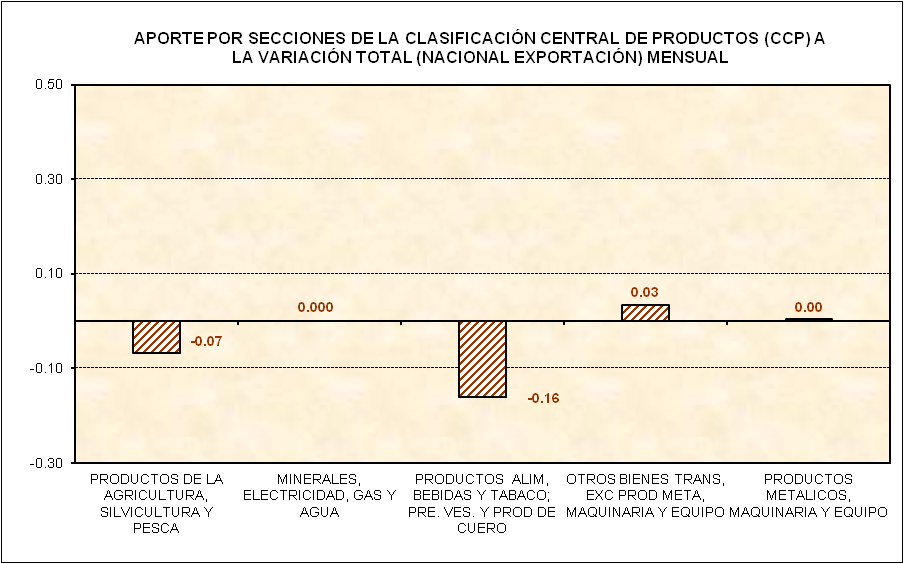 APORTE POR SECCIONES DE LA CLASIFICACIÓN CENTRAL DE PRODUCTOS (CCP) A
LA VARIACIÓN TOTAL (NACIONAL EXPORTACIÓN) MENSUAL
0.50
0.30
0.10
-0.10
-0.30
-0.07
0.000
-0.16
0.03
0.00
PRODUCTOS DE LA
AGRICULTURA,
SILVICULTURA Y
PESCA
MINERALES,
ELECTRICIDAD, GAS Y
AGUA
PRODUCTOS ALIM,
BEBIDAS Y TABACO;
PRE. VES. Y PROD DE
CUERO
OTROS BIENES TRANS,
EXC PROD META,
MAQUINARIA Y EQUIPO
PRODUCTOS
METALICOS,
MAQUINARIA Y EQUIPO